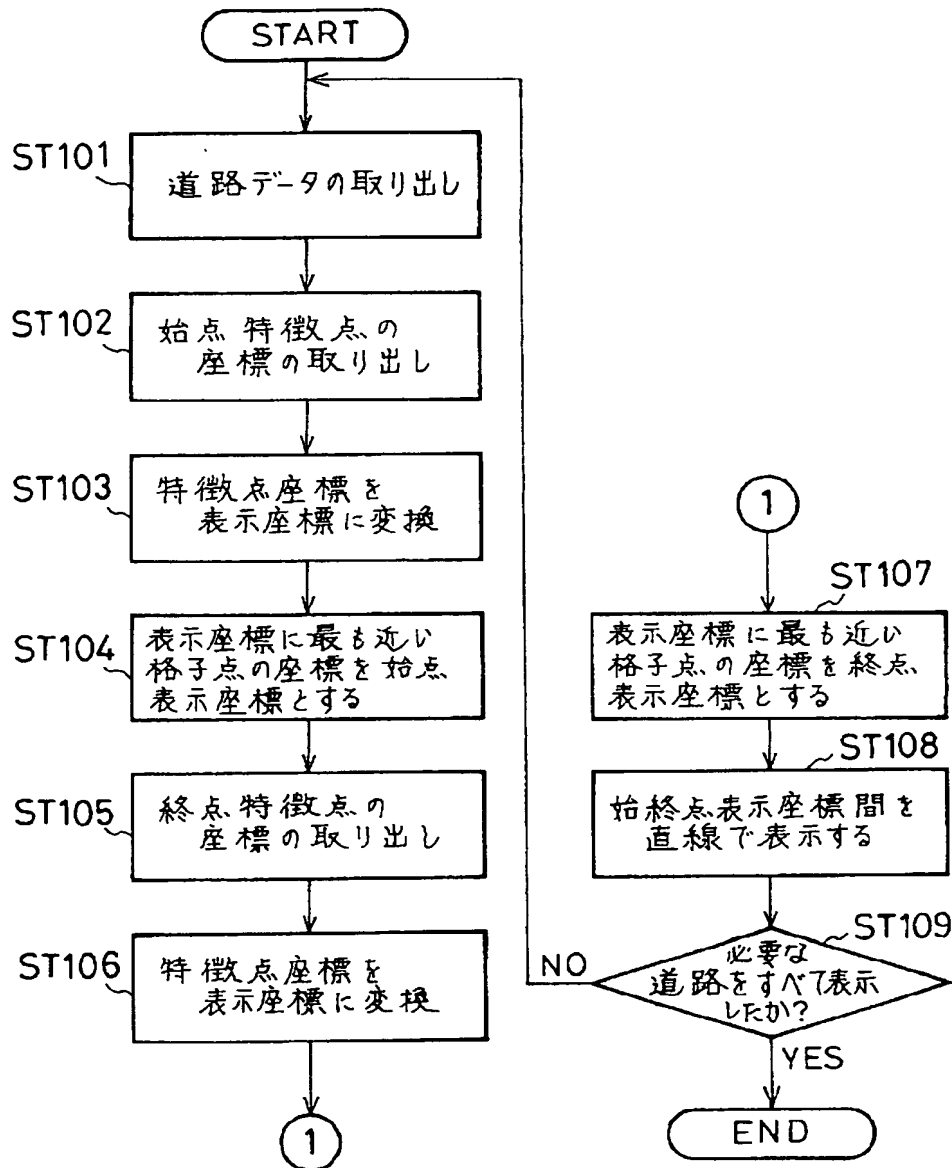 START
ST101
道路データの取り出し
ST102
始点特徴点の
座標の取り出し
ST103
特徴点座標を
表示座標に変換
ST104
表示座標に最も近い
格子点の座標を始点
表示座標とする
ST105
終点特徴点の
座標の取り出し
ST106
特徴点座標を
表示座標に変換
1
1
ST107
表示座標に最も近い
格子点の座標を終点
表示座標とする
ST108
始終点表示座標間を
直線で表示する
ST109
必要な
道路をすべて表示
したか?
NO
YES
END